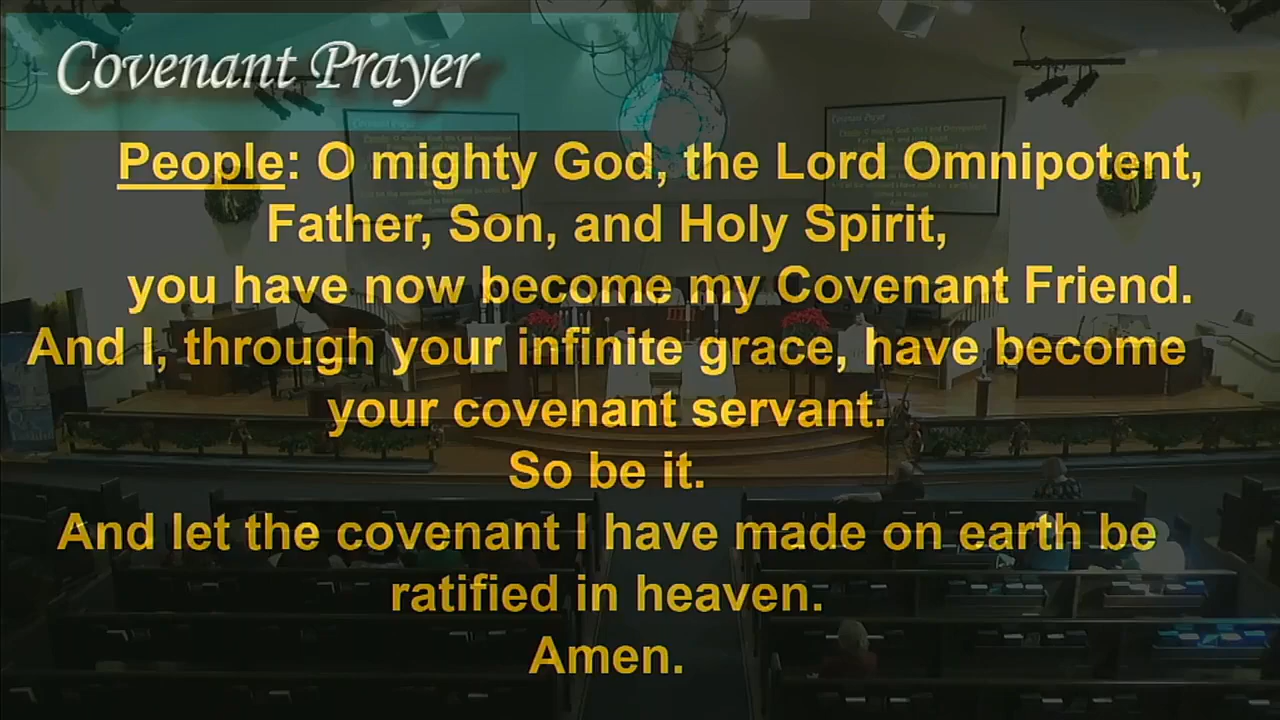 Covenant Prayer
People: O mighty God, the Lord Omnipotent,
Father, Son, and Holy Spirit,
you have now become my Covenant Friend.
And I, through your infinite grace, have become
your covenant servant.
So be it.
And let the covenant I have made on earth be
ratified in heaven.
Amen.